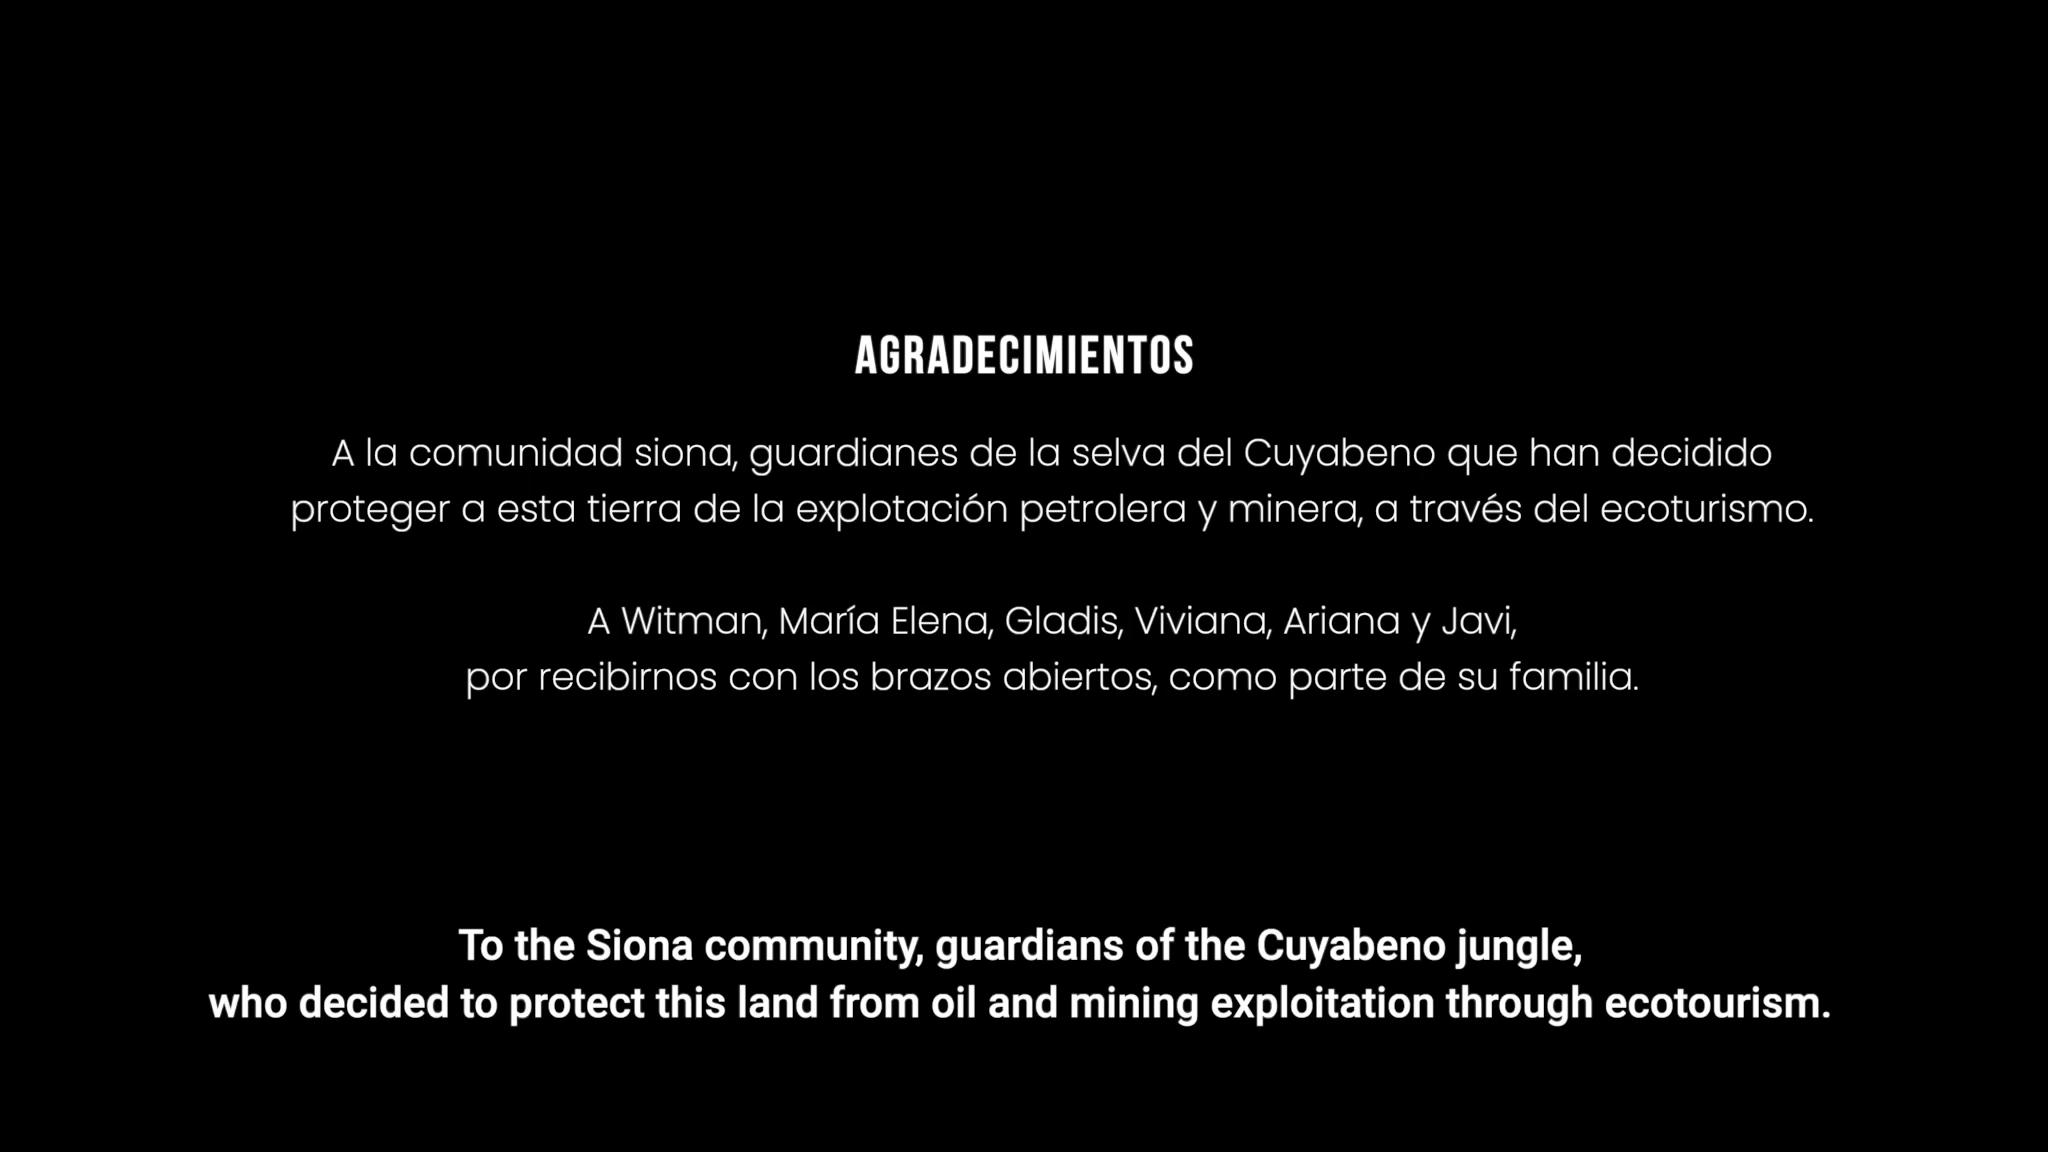 AGRADECIMIENTOS
A la comunidad siona, guardianes de la selva del Cuyabeno que han decidido
proteger a esta tierra de la explotación petrolera y minera, a través del ecoturismo.
A Witman, María Elena, Gladis, Viviana, Ariana y Javi,
por recibirnos con los brazos abiertos, como parte de su familia.
To the Siona community, guardians of the Cuyabeno jungle,
who decided to protect this land from oil and mining exploitation through ecotourism.